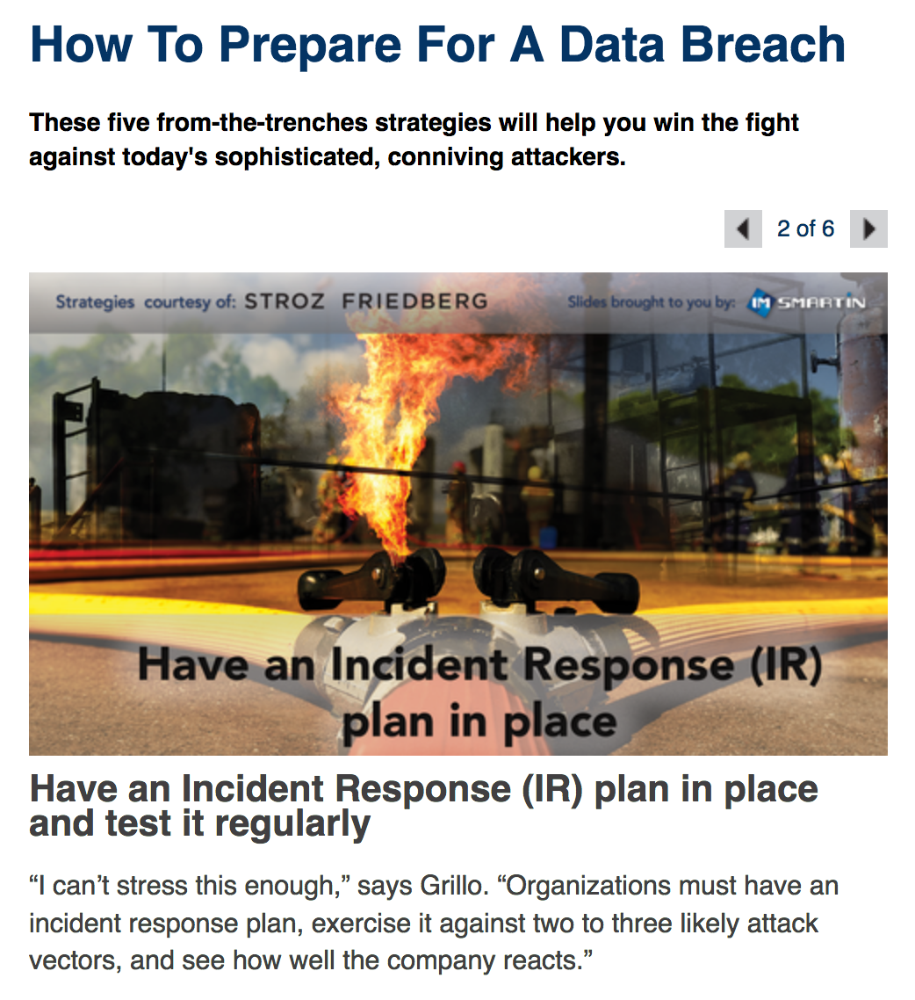 How To Prepare For A Data Breach
These five from-the-trenches strategies will help you win the fight
against today's sophisticated, conniving attackers.
2 of 6
Strategies courtesy of: STROZ FRIEDBERG
Slides brought to you by: IM SMARTIN
Have an Incident Response (IR)
plan in place
Have an Incident Response (IR) plan in place
and test it regularly
“I can’t stress this enough,” says Grillo. “Organizations must have an
incident response plan, exercise it against two to three likely attack
vectors, and see how well the company reacts.”